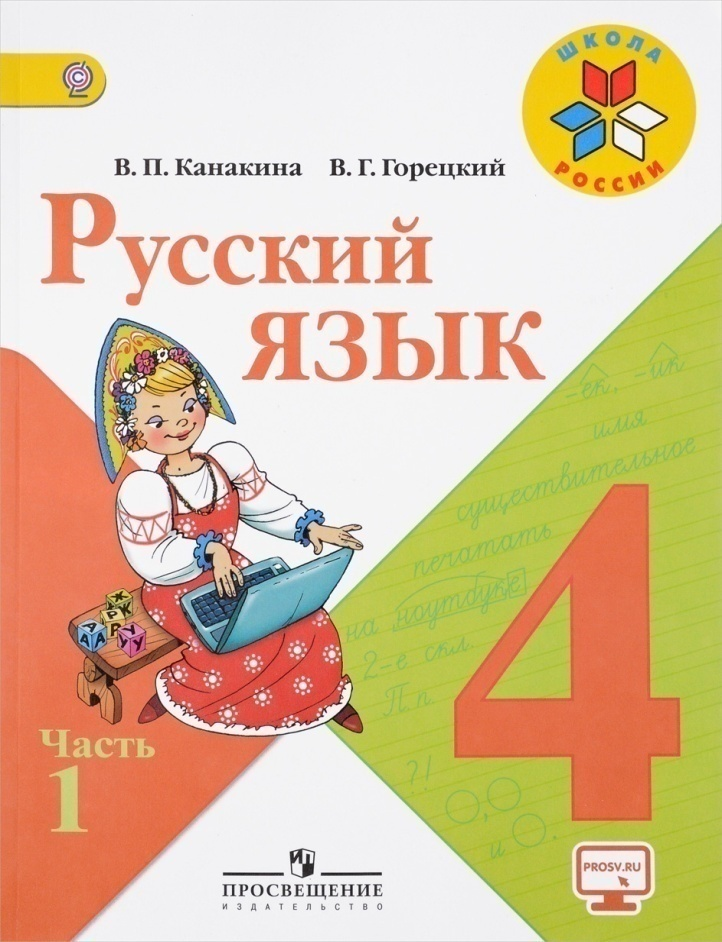 ШКОЛА
РОССИИ
В. П. Канакина В. Г. Горецкий
Русский
язык
-ек, -ик
имя
существительное
печатать
на ноутбуке
2-е скл.
П. п.
?!
и
4
Ж
Р К
А А Р У У
Часть
1
PROSV.RU
ПРОСВЕЩЕНИЕ
ИЗДАТЕЛЬСТВО